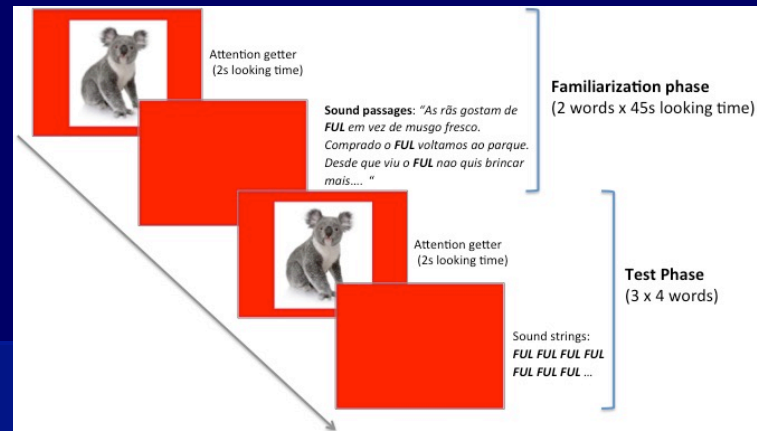 Attention getter
(2s looking time)
Familiarization phase
(2 words x 45s looking time)
Sound passages: “As rãs gostam de
FUL em vez de musgo fresco.
Comprado o FUL voltamos ao parque.
Desde que viu o FUL nao quis brincar
mais.... “
Attention getter
(2s looking time)
Test Phase
(3 x 4 words)
Sound strings:
FUL FUL FUL FUL
FUL FUL FUL ...